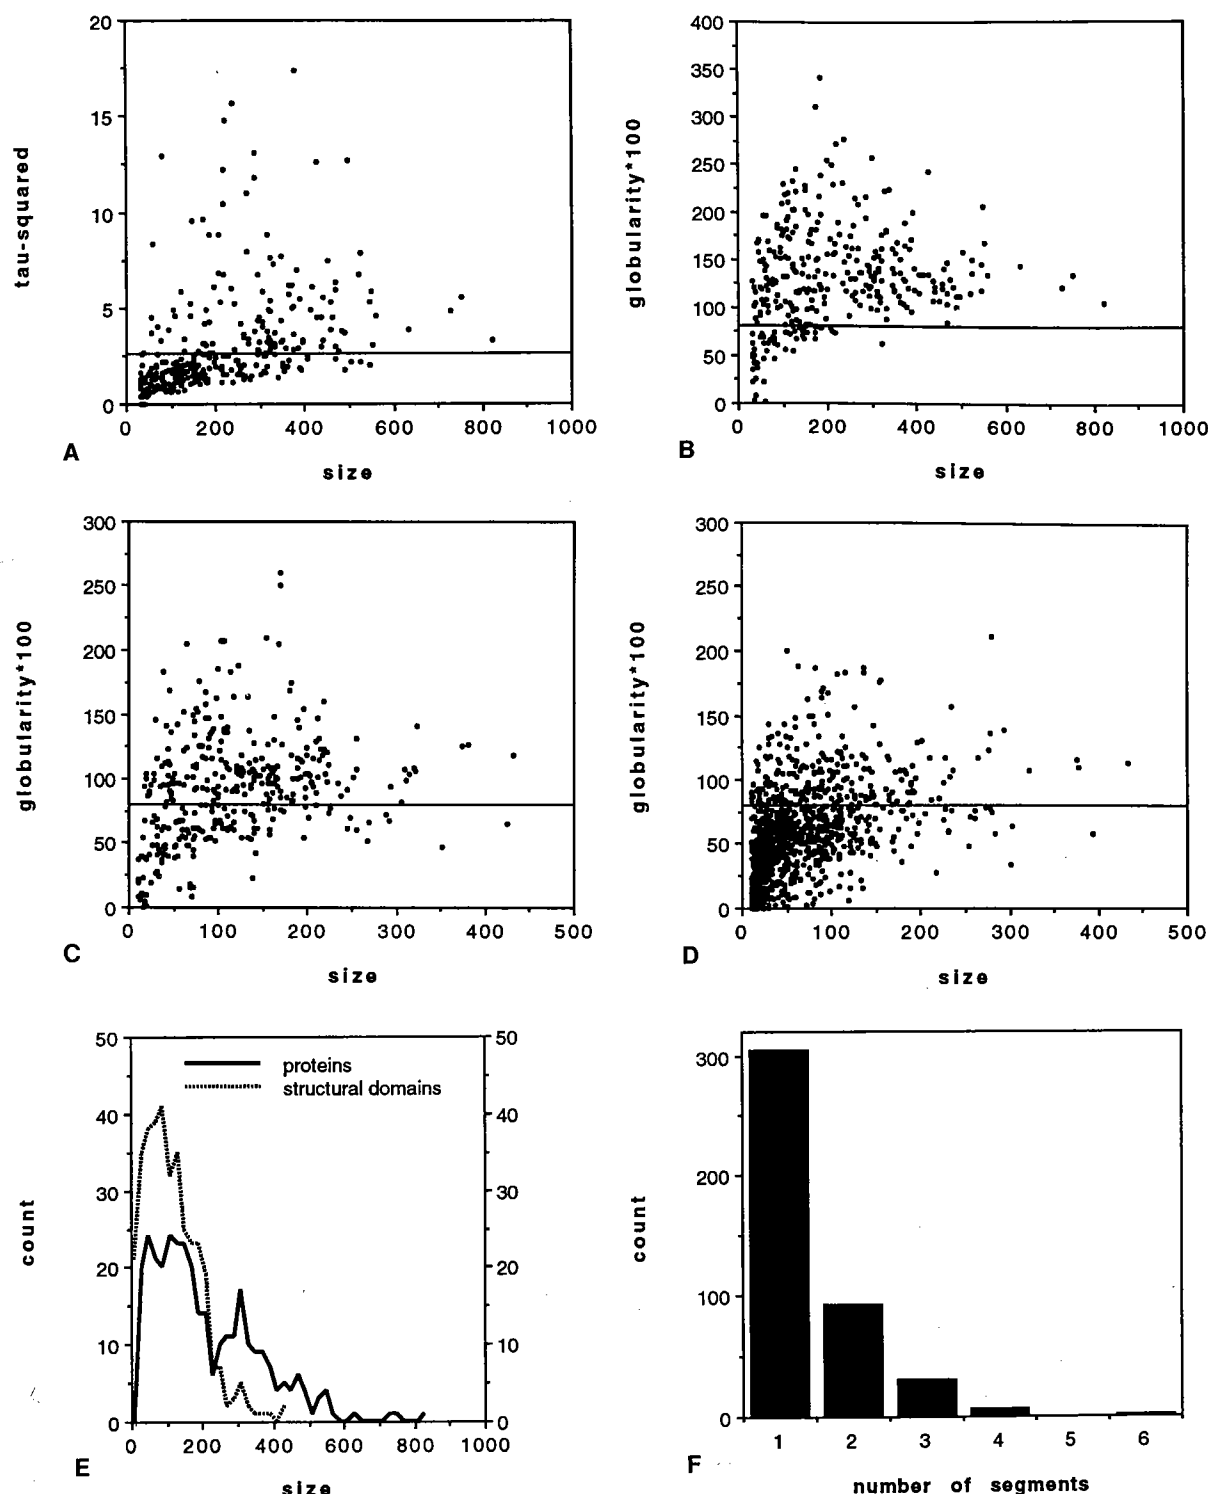 20
15
10
5
0
tau-squared
0 200 400 600 800 1000
A
size
400
350
300
250
200
150
100
50
0
globularity*100
0 200 400 600 800 1000
B
size
300
250
200
150
100
50
0
globularity*100
0 100 200 300 400 500
C
size
300
250
200
150
100
50
0
globularity*100
0 100 200 300 400 500
D
size
50 50
proteins
structural domains
40 40
30 30
20 20
10 10
0 0
count
0 200 400 600 800 1000
E
size
300
200
100
0
count
1 2 3 4 5 6
F
number of segments